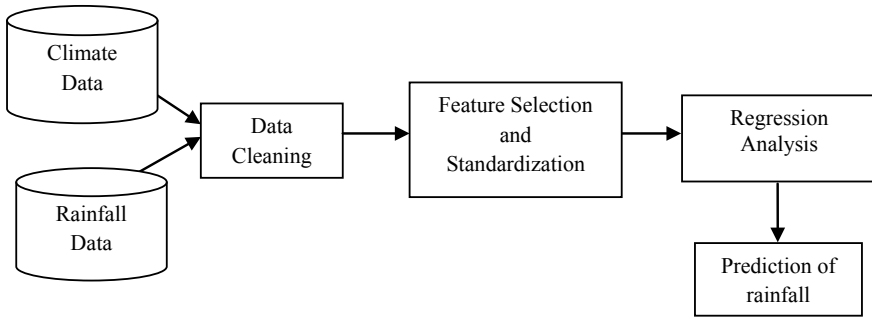 Climate
Data
Rainfall
Data
Data
Cleaning
Feature Selection
and
Standardization
Regression
Analysis
Prediction of
rainfall